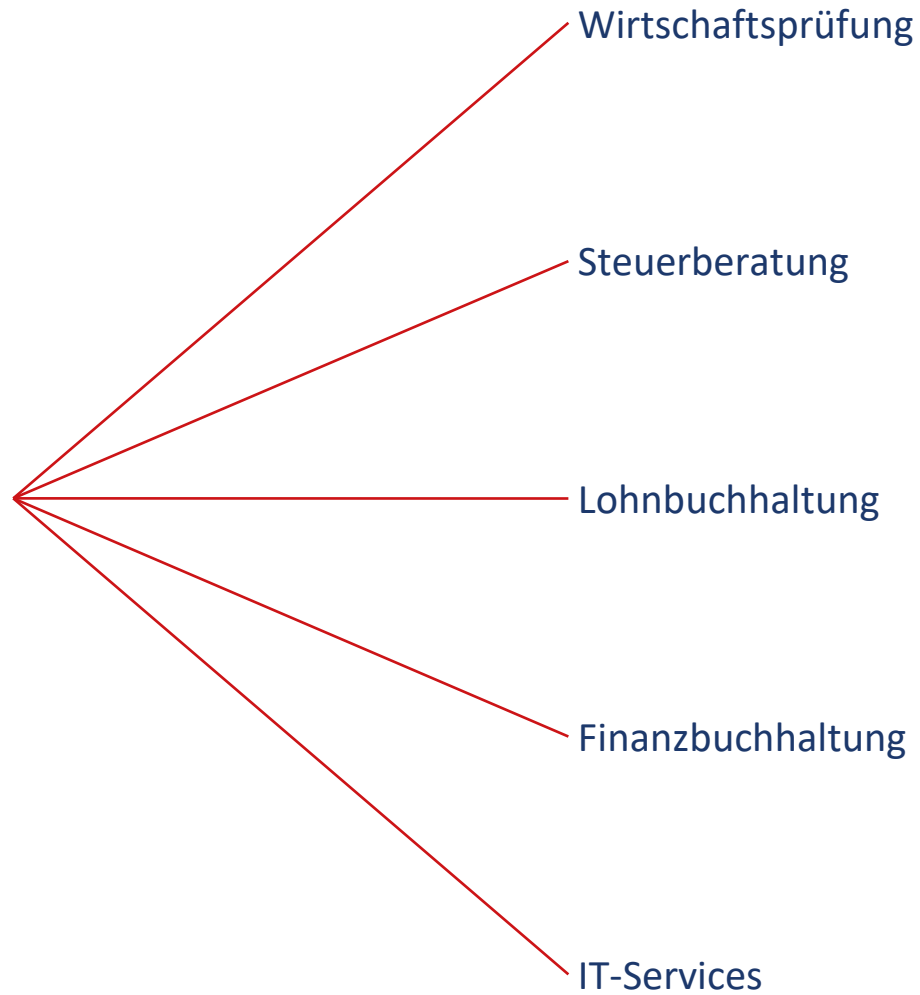 Wirtschaftsprüfung
Steuerberatung
Lohnbuchhaltung
Finanzbuchhaltung
IT-Services